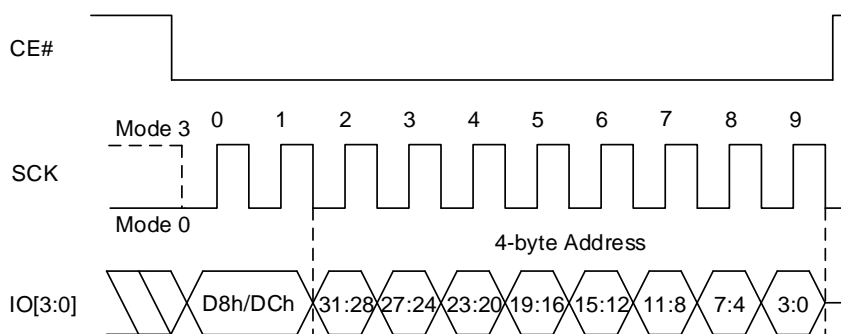 CE#
0 1 2 3 4 5 6 7 8 9
Mode 3
SCK
Mode 0
4-byte Address
IO[3:0] D8h/DCh 31:28 27:24 23:20 19:16 15:12 11:8 7:4 3:0